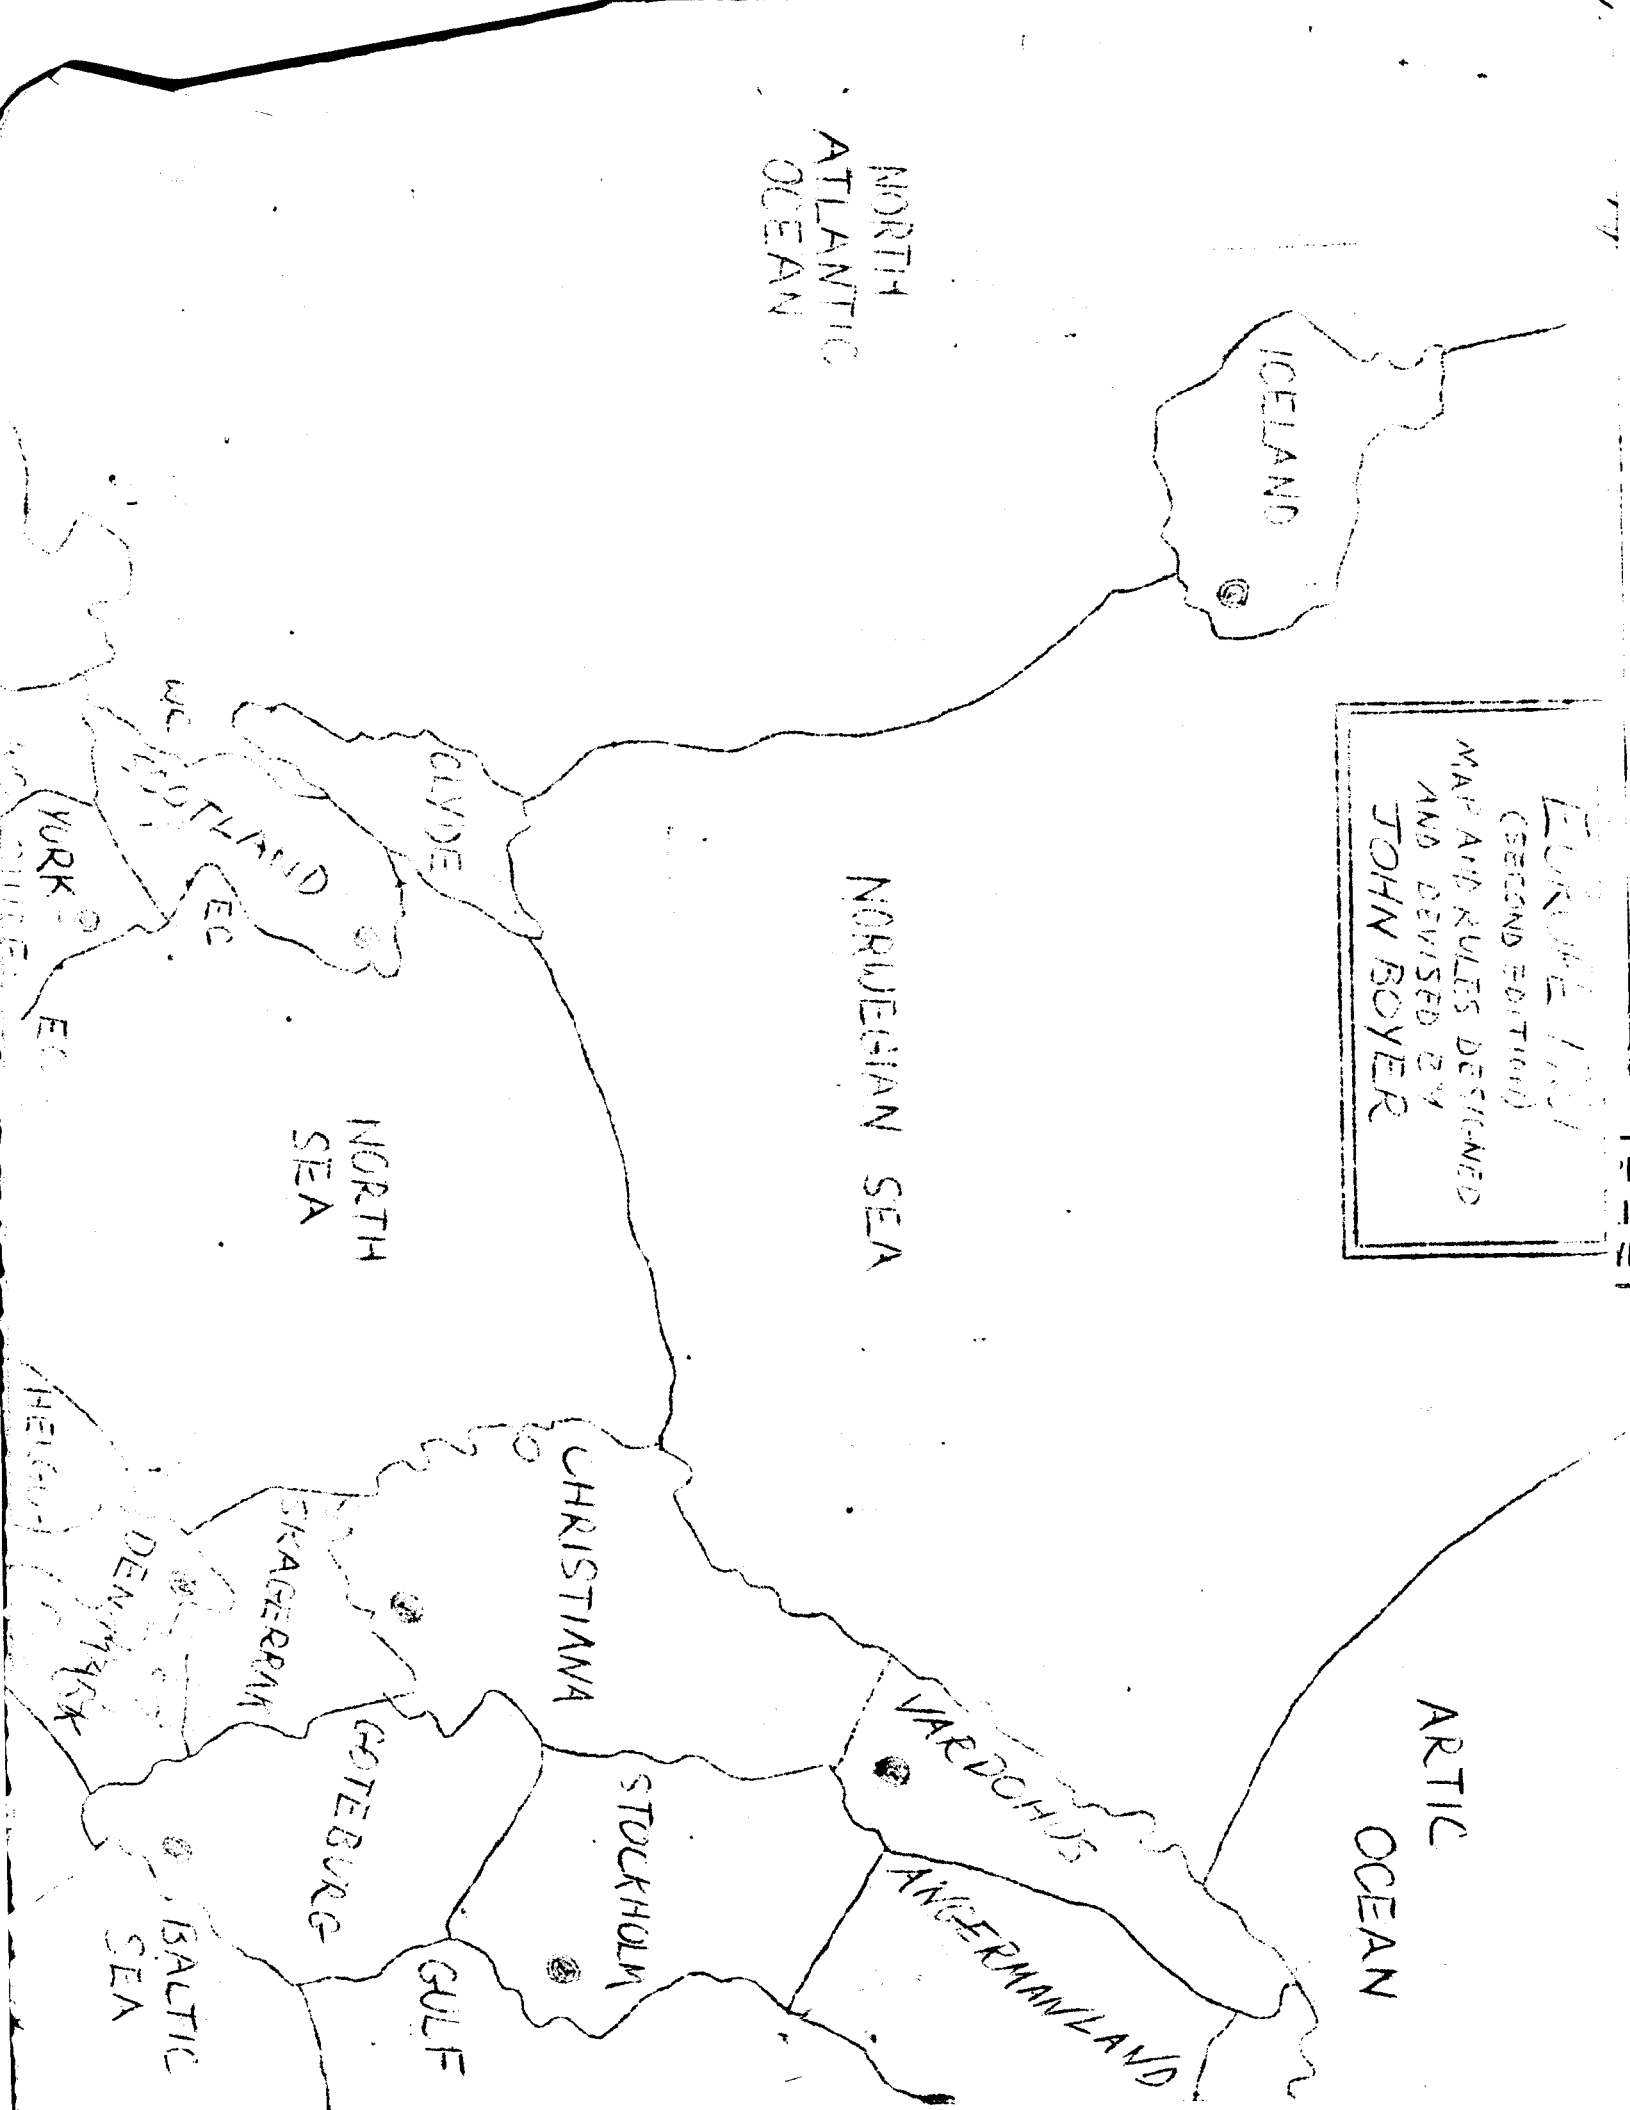 (SECOND EDITION)
MAP AND RULES DESIGNED
AND DEVISED BY
JOHN BOYER
ARTIC
OCEAN
ICELAND
NORTH
ATLANTIC
OCEAN
NORWEGIAN SEA
VARDOHUS
ANGERMANLAND
CHRISTIANA
STOCKHOLM
CLYDE
NORTH
SEA
SKAGERRAK
GOTEBURG
GULF
WC
EC
DENMARK
BALTIC
SEA
YORK
EC